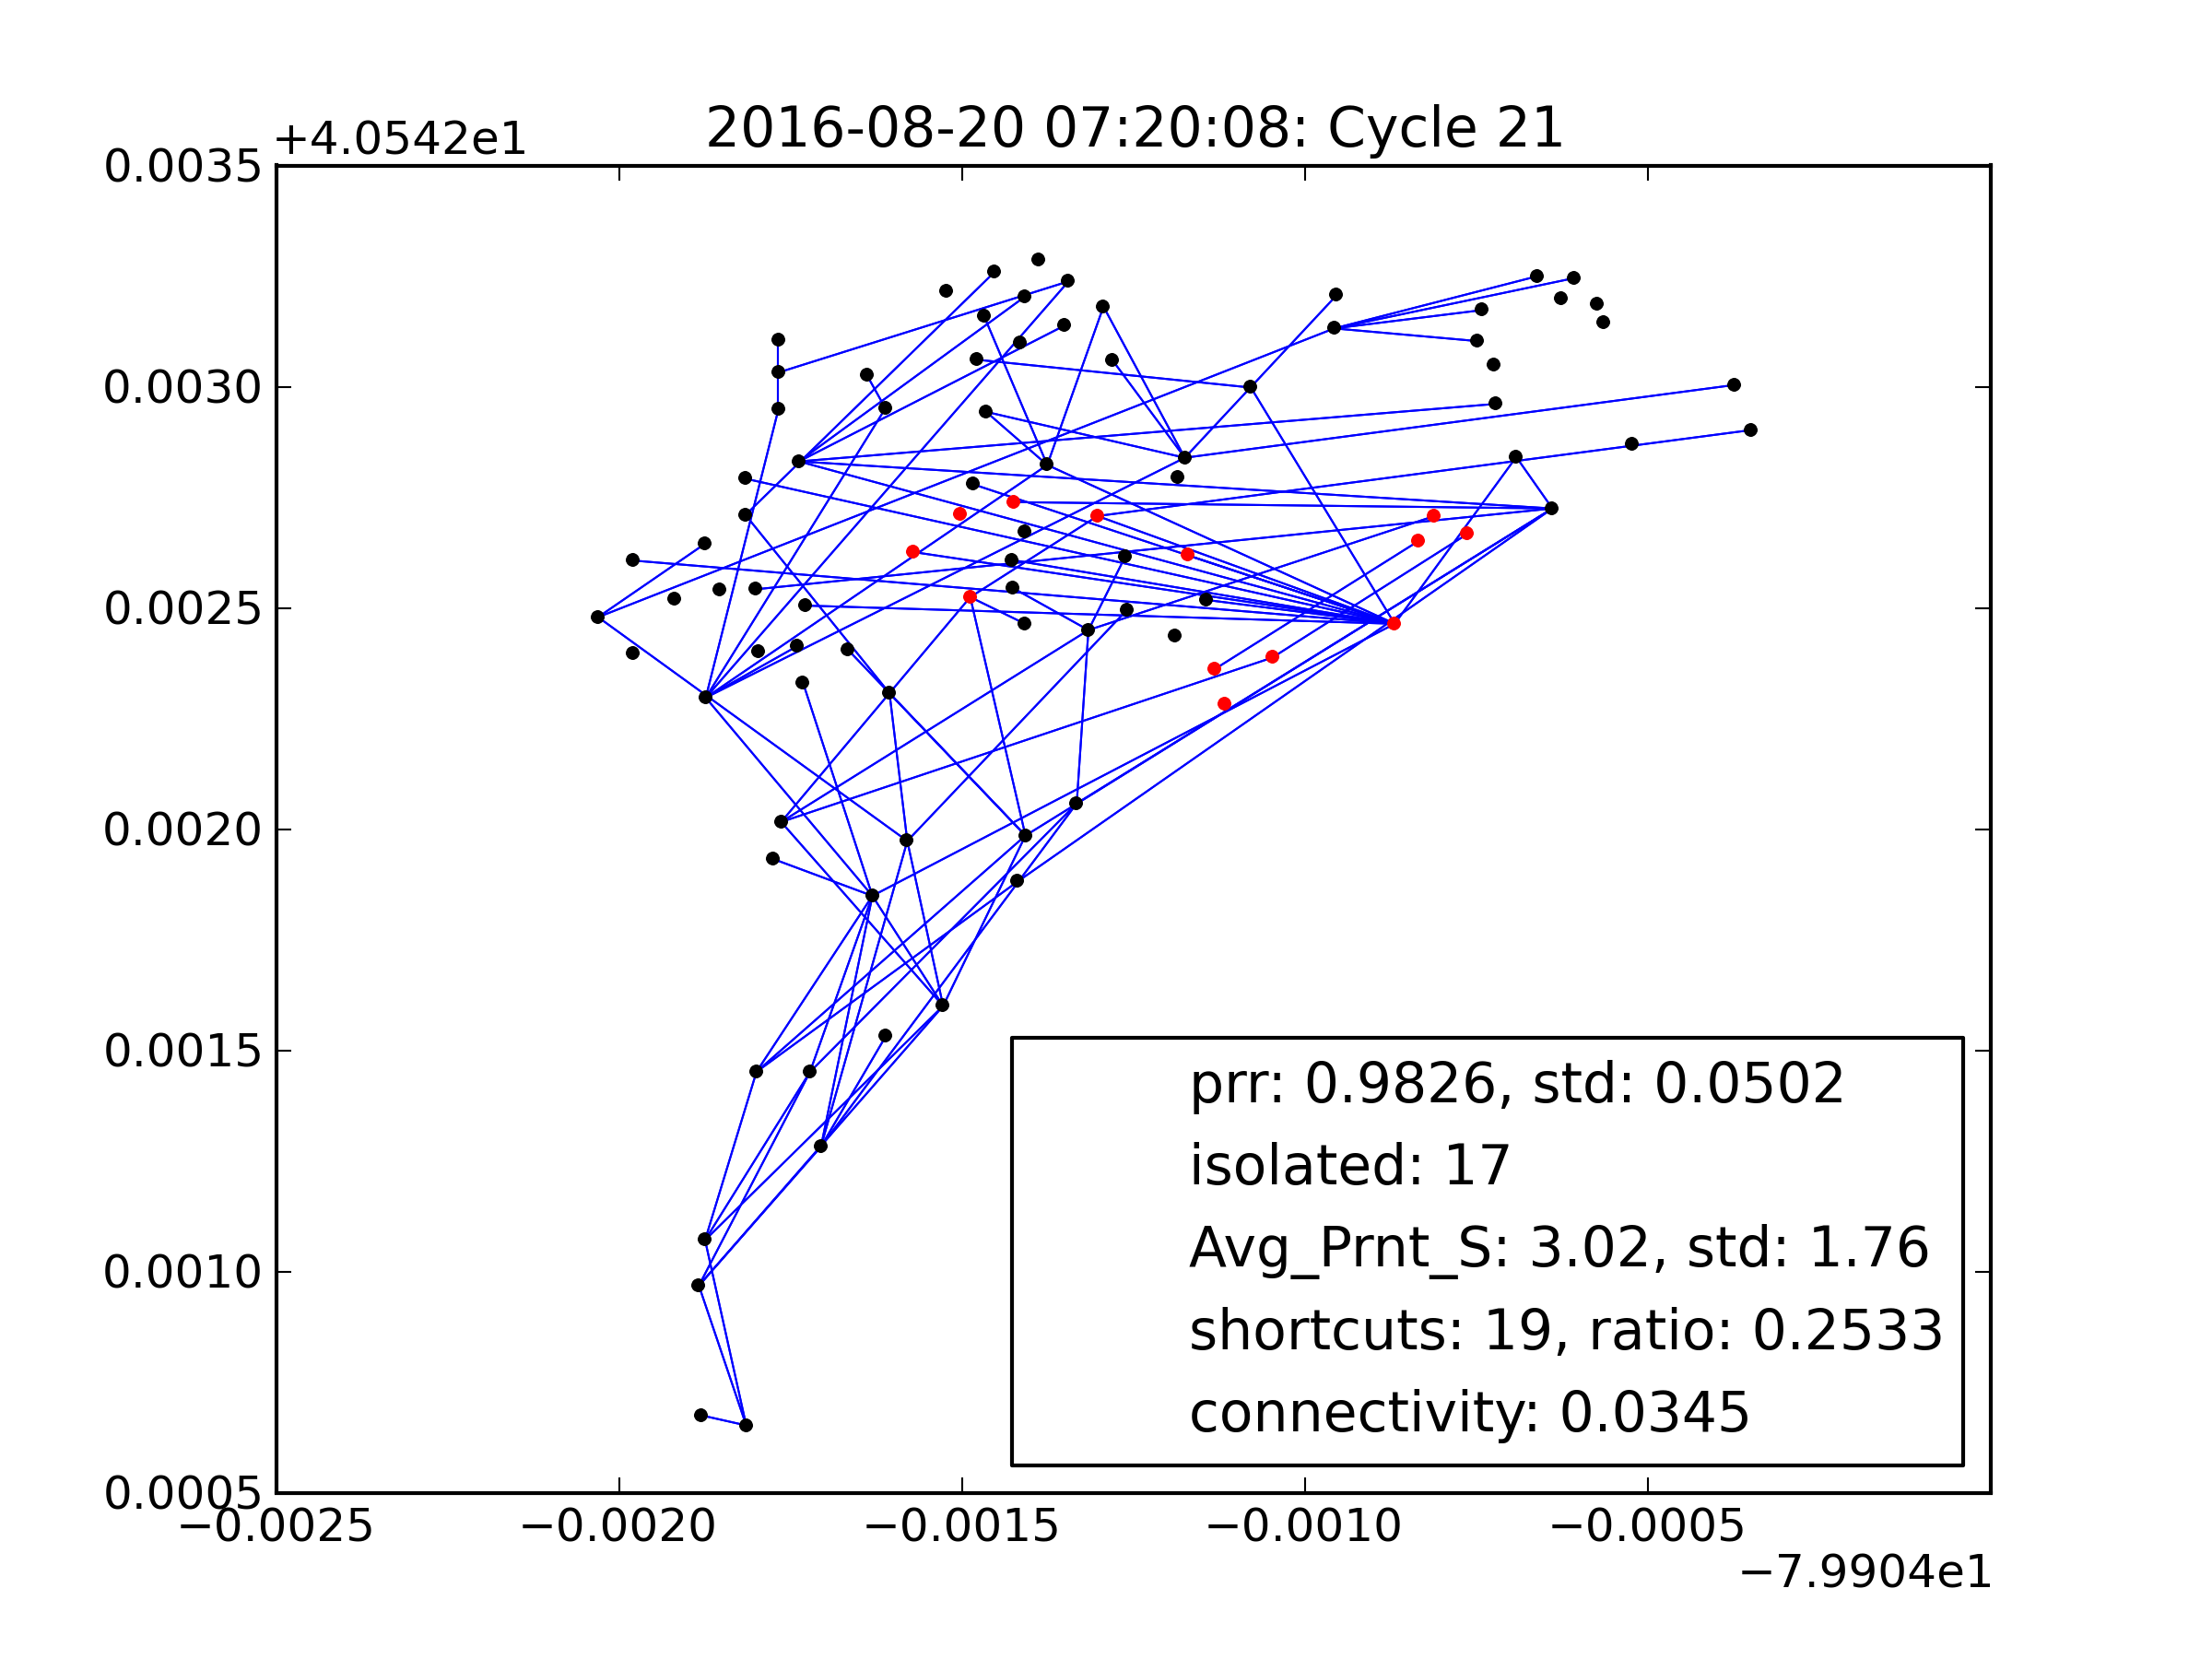 2016-08-20 07:20:08: Cycle 21
+4.0542e1
0.0035
0.0030
0.0025
0.0020
0.0015
0.0010
0.0005
−0.0025 −0.0020 −0.0015 −0.0010 −0.0005
−7.9904e1
prr: 0.9826, std: 0.0502
isolated: 17
Avg_Prnt_S: 3.02, std: 1.76
shortcuts: 19, ratio: 0.2533
connectivity: 0.0345